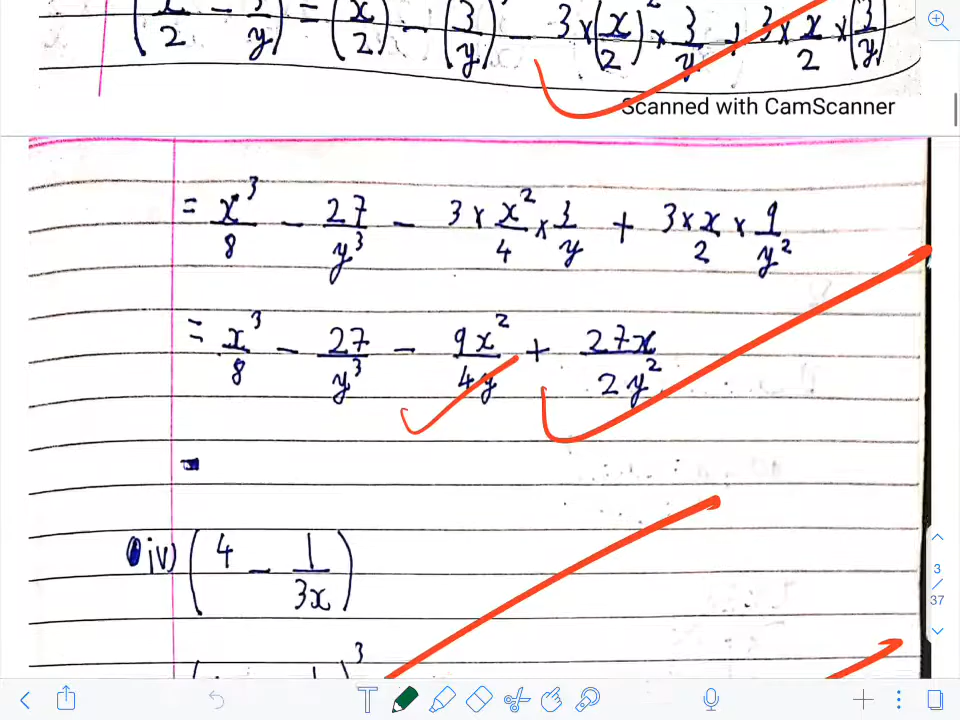 (x/2 - 3/y)³ = (x/2)³ - (3/y)³ - 3×(x/2)²×3/y + 3×x/2×(3/y)
Scanned with CamScanner
= x³/8 - 27/y³ - 3×x²/4×3/y + 3×x/2×9/y²
= x³/8 - 27/y³ - 9x²/4y + 27x/2y²
=
iv) (4 - 1/3x)
3
3
/
37
T